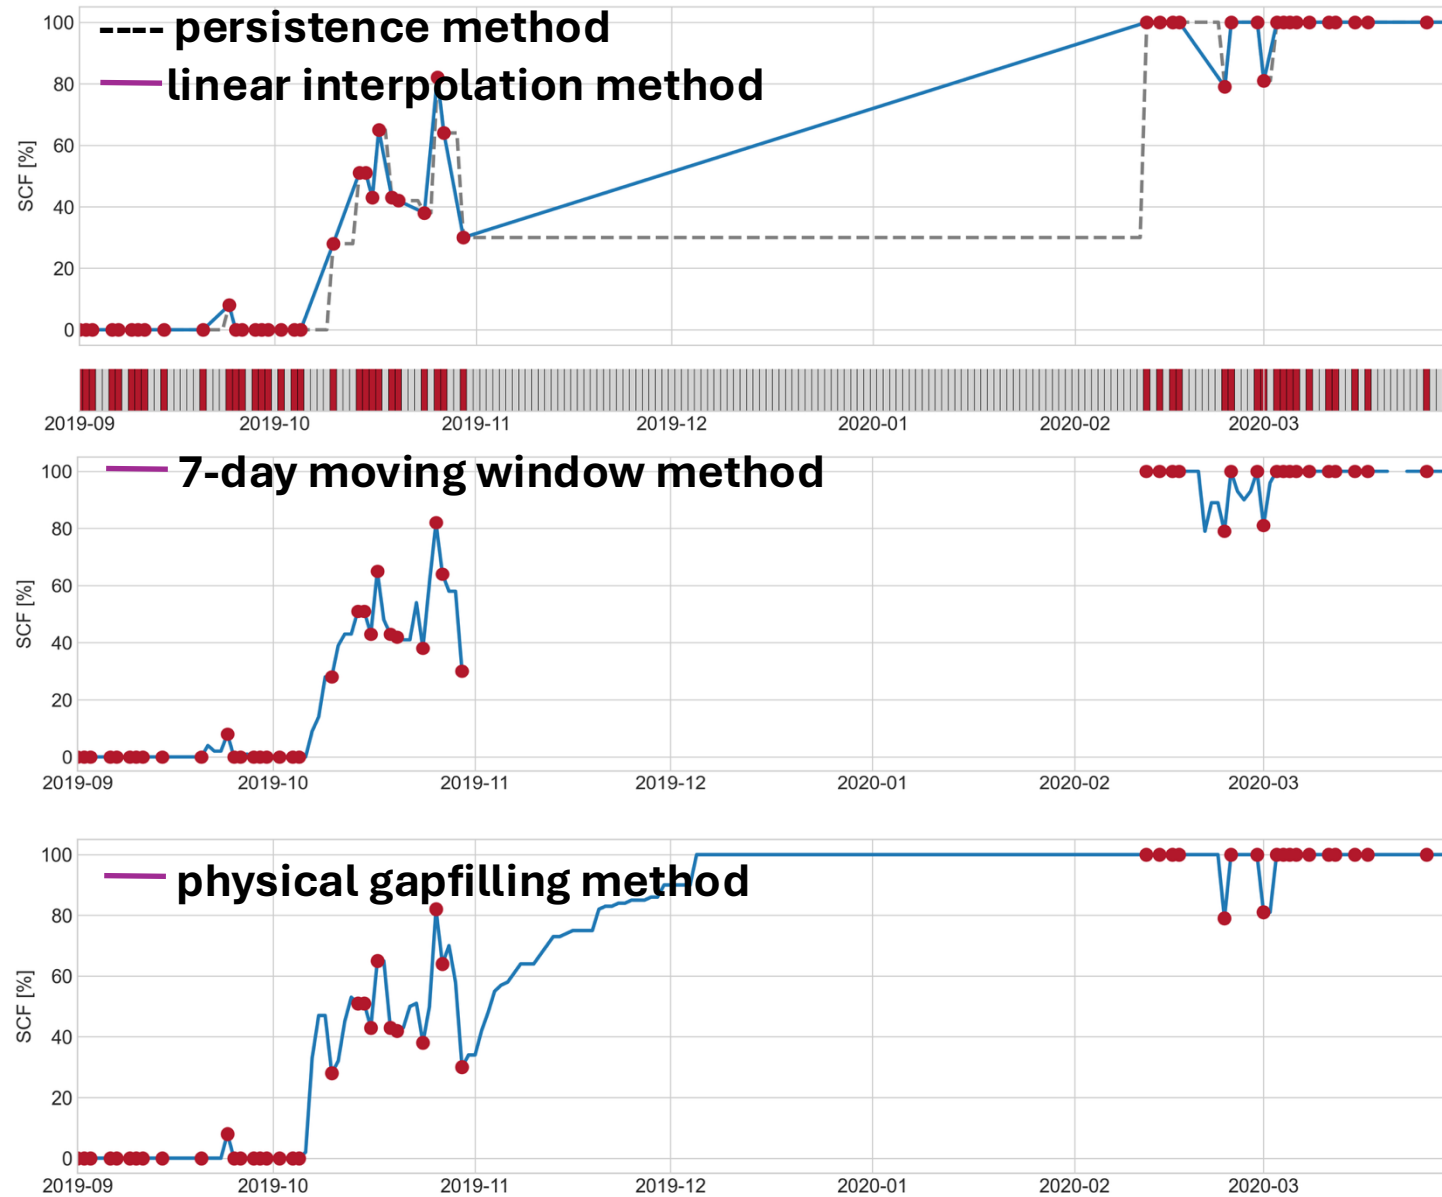 100
80
60
40
20
0
SCF [%]
---- persistence method
linear interpolation method
2019-09 2019-10 2019-11 2019-12 2020-01 2020-02 2020-03
100
80
60
40
20
0
SCF [%]
7-day moving window method
2019-09 2019-10 2019-11 2019-12 2020-01 2020-02 2020-03
100
80
60
40
20
0
SCF [%]
physical gapfilling method
2019-09 2019-10 2019-11 2019-12 2020-01 2020-02 2020-03